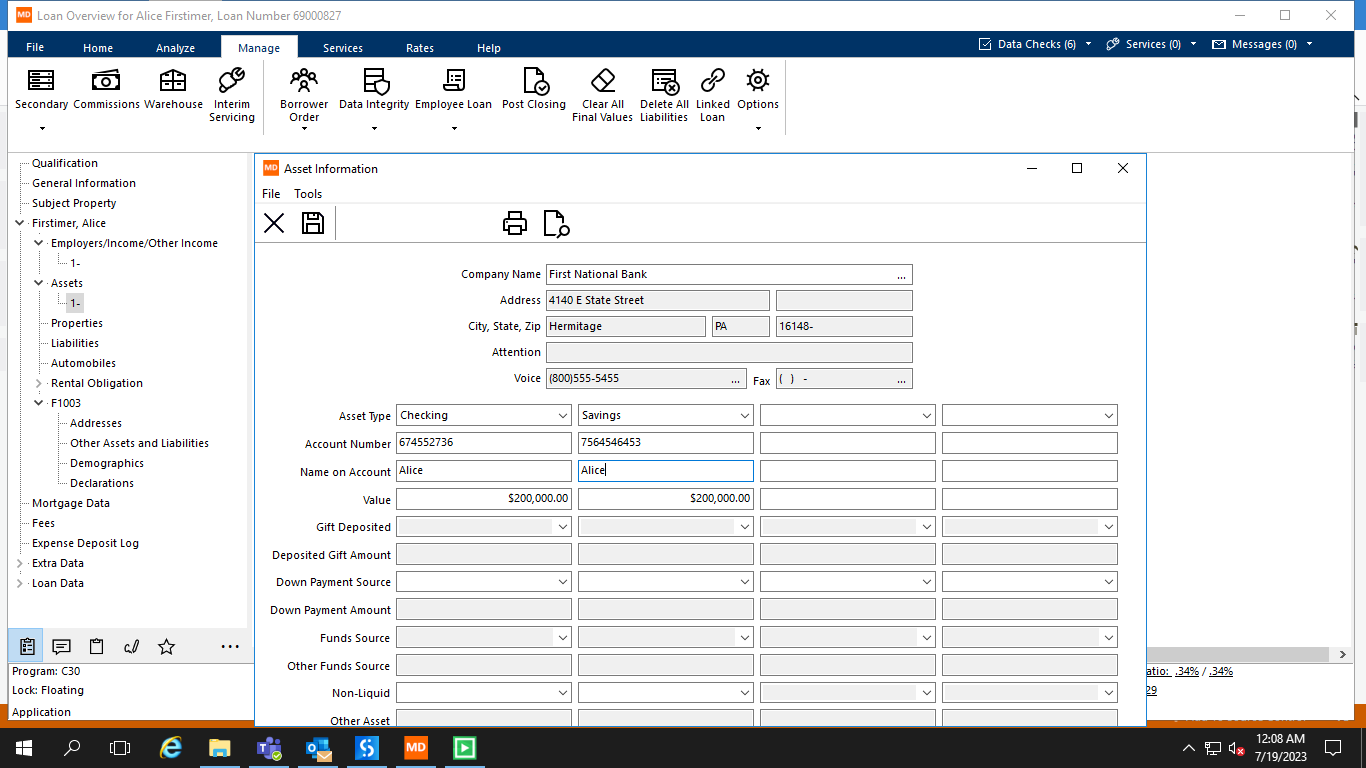 MD Loan Overview for Alice Firstimer, Loan Number 69000827
File Home Analyze Manage Services Rates Help Data Checks (6) Services (0) Messages (0)
Secondary Commissions Warehouse Interim Servicing Borrower Order Data Integrity Employee Loan Post Closing Clear All Final Values Delete All Liabilities Linked Loan Options
Qualification
General Information
Subject Property
Firstimer, Alice
Employers/Income/Other Income
1-
Assets
1-
Properties
Liabilities
Automobiles
Rental Obligation
F1003
Addresses
Other Assets and Liabilities
Demographics
Declarations
Mortgage Data
Fees
Expense Deposit Log
Extra Data
Loan Data
...
Program: C30
Lock: Floating
Application
MD Asset Information
File Tools
Company Name First National Bank ...
Address 4140 E State Street
City, State, Zip Hermitage PA 16148-
Attention
Voice (800)555-5455 ... Fax ( ) - ...
Asset Type Checking Savings
Account Number 674552736 7564546453
Name on Account Alice Alice
Value $200,000.00 $200,000.00
Gift Deposited
Deposited Gift Amount
Down Payment Source
Down Payment Amount
Funds Source
Other Funds Source
Non-Liquid
Other Asset
atio: .34% / .34%
29
MD
12:08 AM
7/19/2023